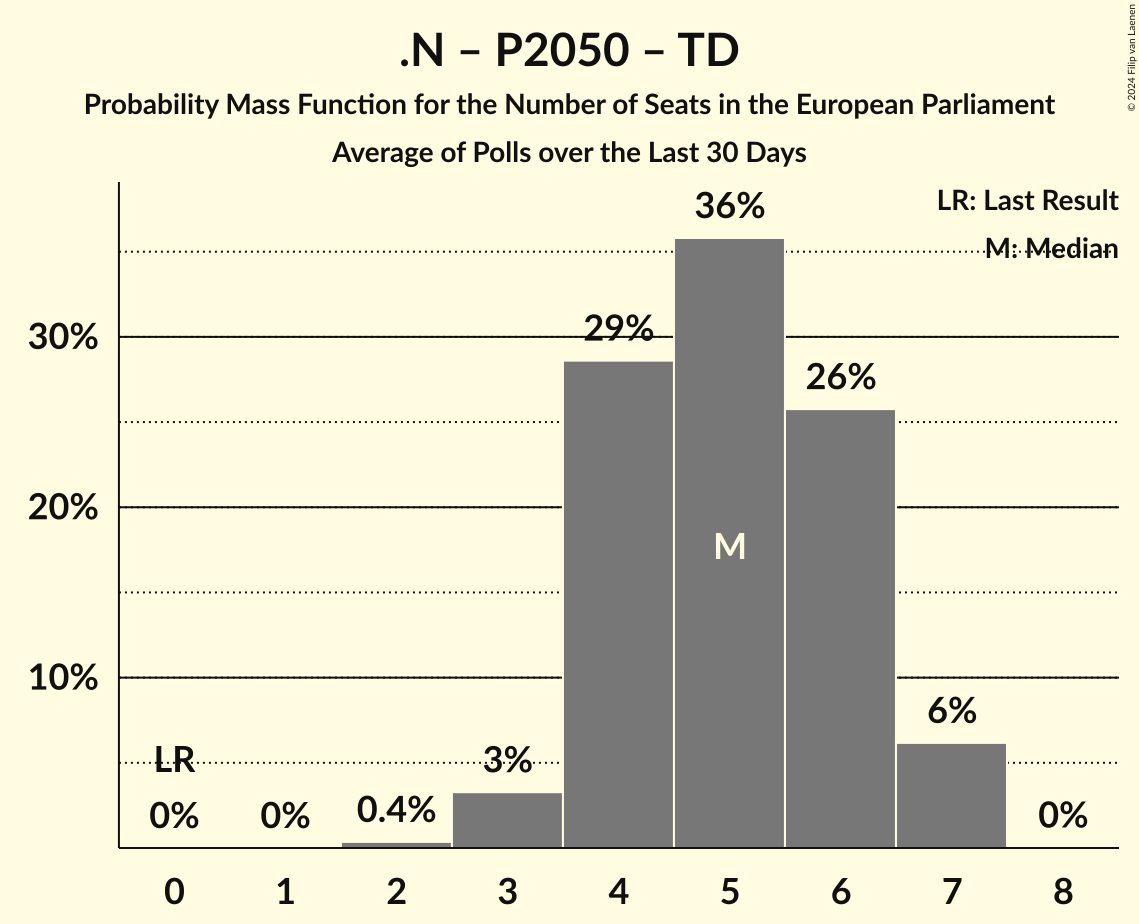 .N – P2050 – TD
Probability Mass Function for the Number of Seats in the European Parliament
Average of Polls over the Last 30 Days
© 2024 Filip van Laenen
LR: Last Result
M: Median
36%
30%
29%
26%
20%
M
10%
6%
LR
3%
0%
0%
0.4%
0%
0 1 2 3 4 5 6 7 8